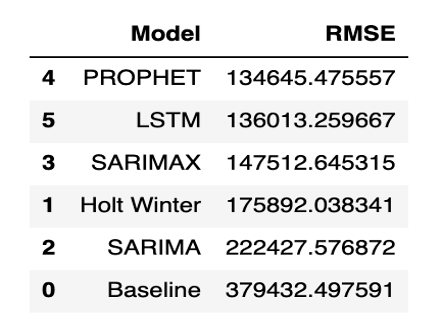 Model RMSE
4 PROPHET 134645.475557
5 LSTM 136013.259667
3 SARIMAX 147512.645315
1 Holt Winter 175892.038341
2 SARIMA 222427.576872
0 Baseline 379432.497591